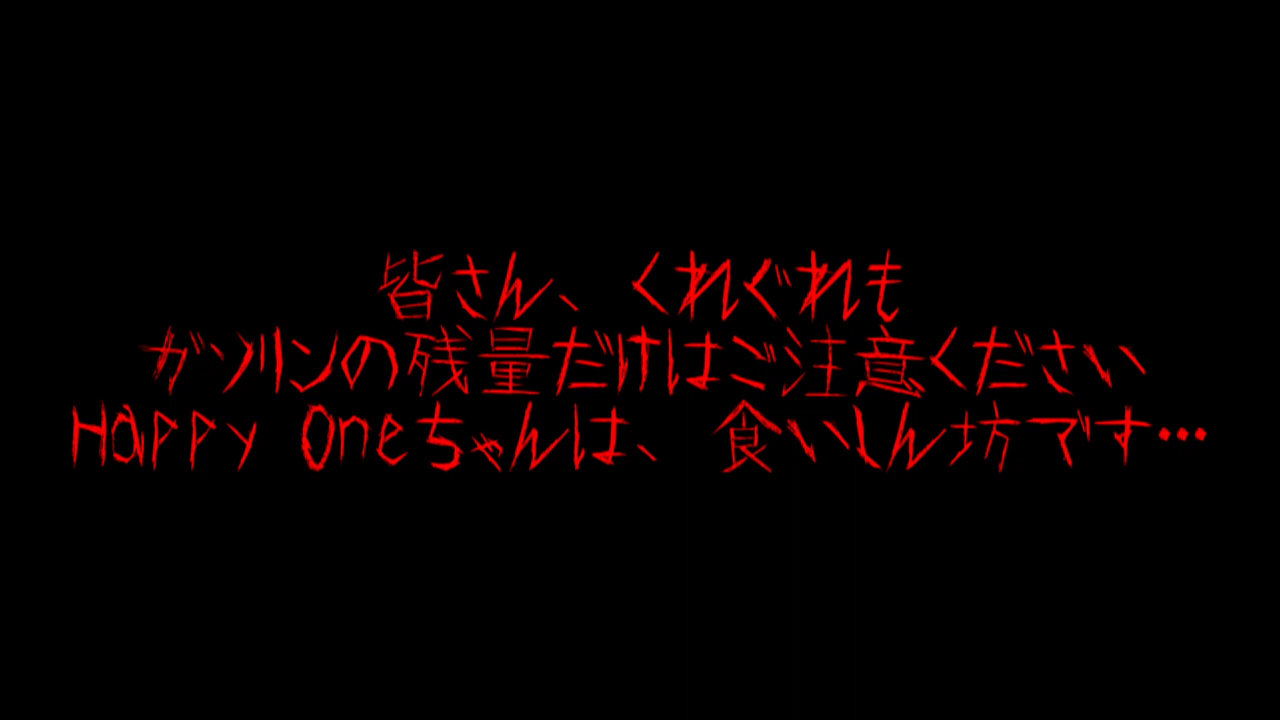 皆さん、くれぐれも
ガソリンの残量だけはご注意ください
Happy Oneちゃんは、食いしん坊です…